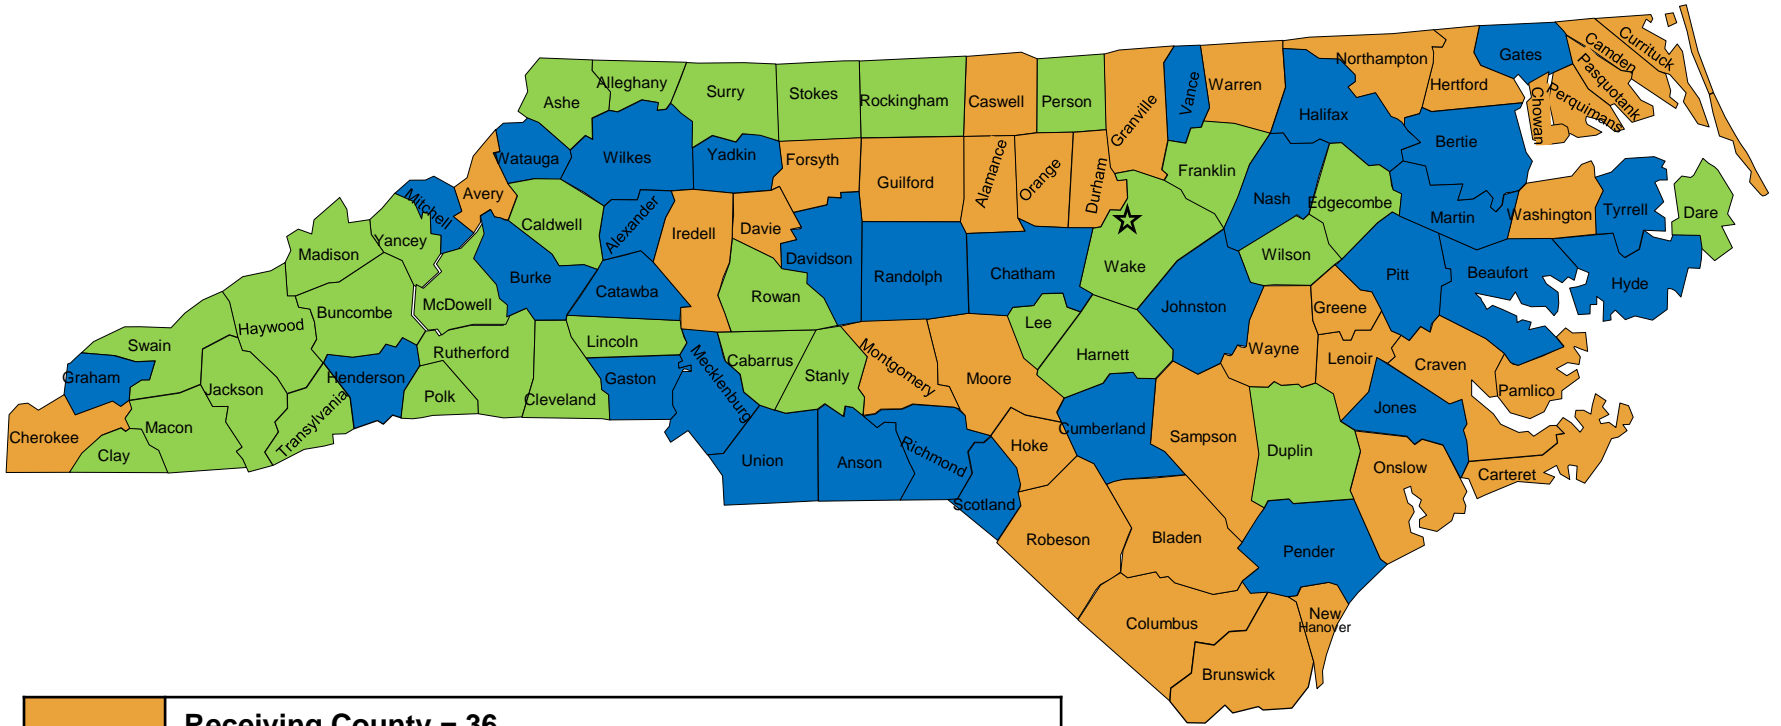 Ashe
Alleghany
Surry
Stokes
Rockingham
Caswell
Person
Granville
Vance
Warren
Halifax
Northampton
Hertford
Gates
Camden
Currituck
Pasquotank
Perquimans
Chowan
Bertie
Watauga
Wilkes
Yadkin
Forsyth
Guilford
Alamance
Orange
Durham
Franklin
Nash
Edgecombe
Martin
Washington
Tyrrell
Dare
Mitchell
Avery
Caldwell
Alexander
Iredell
Davie
Davidson
Randolph
Chatham
Wake
Wilson
Pitt
Beaufort
Hyde
Madison
Yancey
McDowell
Burke
Catawba
Rowan
Johnston
Greene
Buncombe
Haywood
Swain
Graham
Cherokee
Clay
Macon
Jackson
Transylvania
Henderson
Polk
Rutherford
Cleveland
Lincoln
Gaston
Mecklenburg
Cabarrus
Stanly
Montgomery
Moore
Lee
Harnett
Wayne
Lenoir
Craven
Pamlico
Jones
Union
Anson
Richmond
Scotland
Hoke
Cumberland
Sampson
Duplin
Onslow
Carteret
Robeson
Bladen
Pender
Columbus
New
Hanover
Brunswick
Receiving County = 36